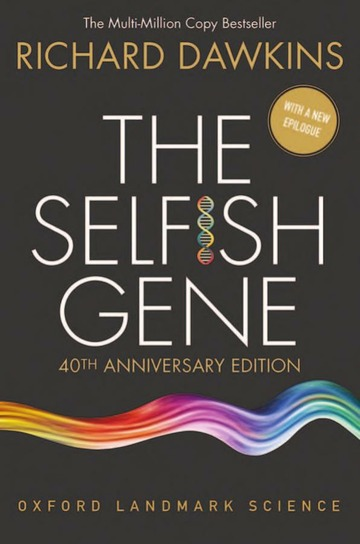 The Multi-Million Copy Bestseller
RICHARD DAWKINS
WITH A NEW
EPILOGUE
THE
SELFISH
GENE
40TH ANNIVERSARY EDITION
OXFORD LANDMARK SCIENCE